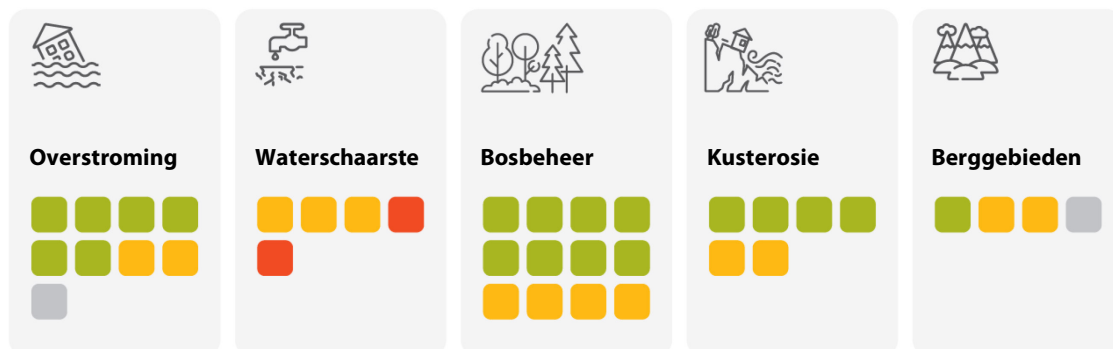 Overstroming
Waterschaarste
Bosbeheer
Kusterosie
Berggebieden